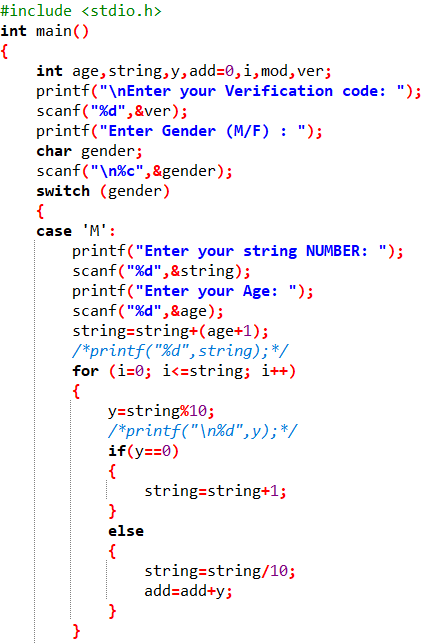 #include <stdio.h>
int main()
{
    int age,string,y,add=0,i,mod,ver;
    printf("\nEnter your Verification code: ");
    scanf("%d",&ver);
    printf("Enter Gender (M/F) : ");
    char gender;
    scanf("\n%c",&gender);
    switch (gender)
    {
    case 'M':
        printf("Enter your string NUMBER: ");
        scanf("%d",&string);
        printf("Enter your Age: ");
        scanf("%d",&age);
        string=string+(age+1);
        /*printf("%d",string);*/
        for (i=0; i<=string; i++)
        {
            y=string%10;
            /*printf("\n%d",y);*/
            if(y==0)
            {
                string=string+1;
            }
            else
            {
                string=string/10;
                add=add+y;
            }
        }